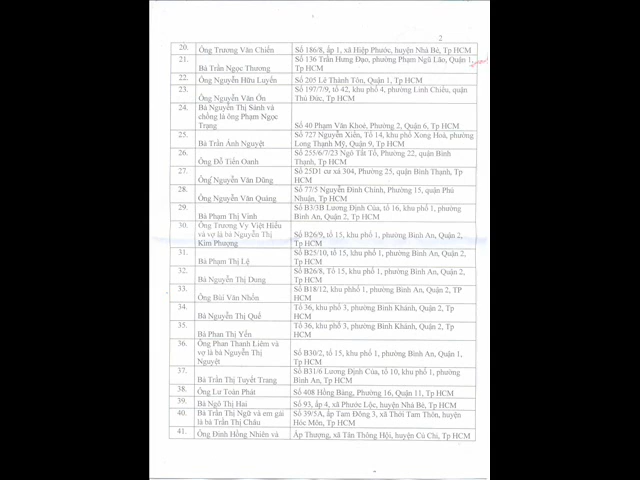 2
20. Ông Trương Văn Chiến Số 186/8, ấp 1, xã Hiệp Phước, huyện Nhà Bè, Tp HCM
21. Số 136 Trần Hưng Đạo, phường Phạm Ngũ Lão, Quận 1,
Bà Trần Ngọc Thương Tp HCM
22. Ông Nguyễn Hữu Luyến Số 205 Lê Thánh Tôn, Quận 1, Tp HCM
23. Số 197/7/9, tổ 42, khu phố 4, phường Linh Chiểu, quận
Ông Nguyễn Văn Ôn Thủ Đức, Tp HCM
24. Bà Nguyễn Thị Sánh và
chồng là ông Phạm Ngọc
Trạng Số 40 Phạm Văn Khoẻ, Phường 2, Quận 6, Tp HCM
25. Số 727 Nguyễn Xiển, Tổ 14, khu phố Xong Hoà, phường
Bà Trần Ánh Nguyệt Long Thạnh Mỹ, Quận 9, Tp HCM
26. Số 255/6/7/23 Ngô Tất Tố, Phường 22, quận Bình
Ông Đỗ Tiến Oanh Thạnh, Tp HCM
27. Số 25D1 cư xá 304, Phường 25, quận Bình Thạnh, Tp
Ông Nguyễn Văn Dũng HCM
28. Số 77/5 Nguyễn Đình Chính, Phường 15, quận Phú
Ông Nguyễn Văn Quảng Nhuận, Tp HCM
29. Số B3/3B Lương Định Của, tổ 16, khu phố 1, phường
Bà Phạm Thị Vinh Bình An, Quận 2, Tp HCM
30. Ông Trương Vy Việt Hiếu
và vợ là bà Nguyễn Thị Số B26/9, tổ 15, khu phố 1, phường Bình An, Quận 2,
Kim Phượng Tp HCM
31. Số B25/10, tổ 15, khu phố 1, phường Bình An, Quận 2,
Bà Phạm Thị Lệ Tp HCM
32. Số B26/8, Tổ 15, khu phố 1, phường Bình An, Quận 2,
Bà Nguyễn Thị Dung Tp HCM
33. Số B18/12, khu phhố 1, phường Bình An, Quận 2, TP
Ông Bùi Văn Nhồn HCM
34. Tổ 36, khu phố 3, phường Bình Khánh, Quận 2, Tp
Bà Nguyễn Thị Quế HCM
35. Tổ 36, khu phố 3, phường Bình Khánh, Quận 2, Tp
Bà Phan Thị Yến HCM
36. Ông Phan Thanh Liêm và
vợ là bà Nguyễn Thị Số B30/2, tổ 15, khu phố 1, phường Bình An, Quận 1,
Nguyệt Tp HCM
37. Số B31/6 Lương Định Của, tổ 10, khu phố 1, phường
Bà Trần Thị Tuyết Trang Bình An, Tp HCM
38. Ông Lư Toàn Phát Số 408 Hồng Bàng, Phường 16, Quận 11, Tp HCM
39. Bà Ngô Thị Hai Số 93, ấp 4, xã Phước Lộc, huyện Nhà Bè, Tp HCM
40. Bà Trần Thị Ngữ và em gái Số 39/5A, ấp Tam Đông 3, xã Thới Tam Thôn, huyện
là bà Trần Thị Châu Hóc Môn, Tp HCM
41. Ông Đinh Hồng Nhiên và Ấp Thượng, xã Tân Thông Hội, huyện Củ Chi, Tp HCM